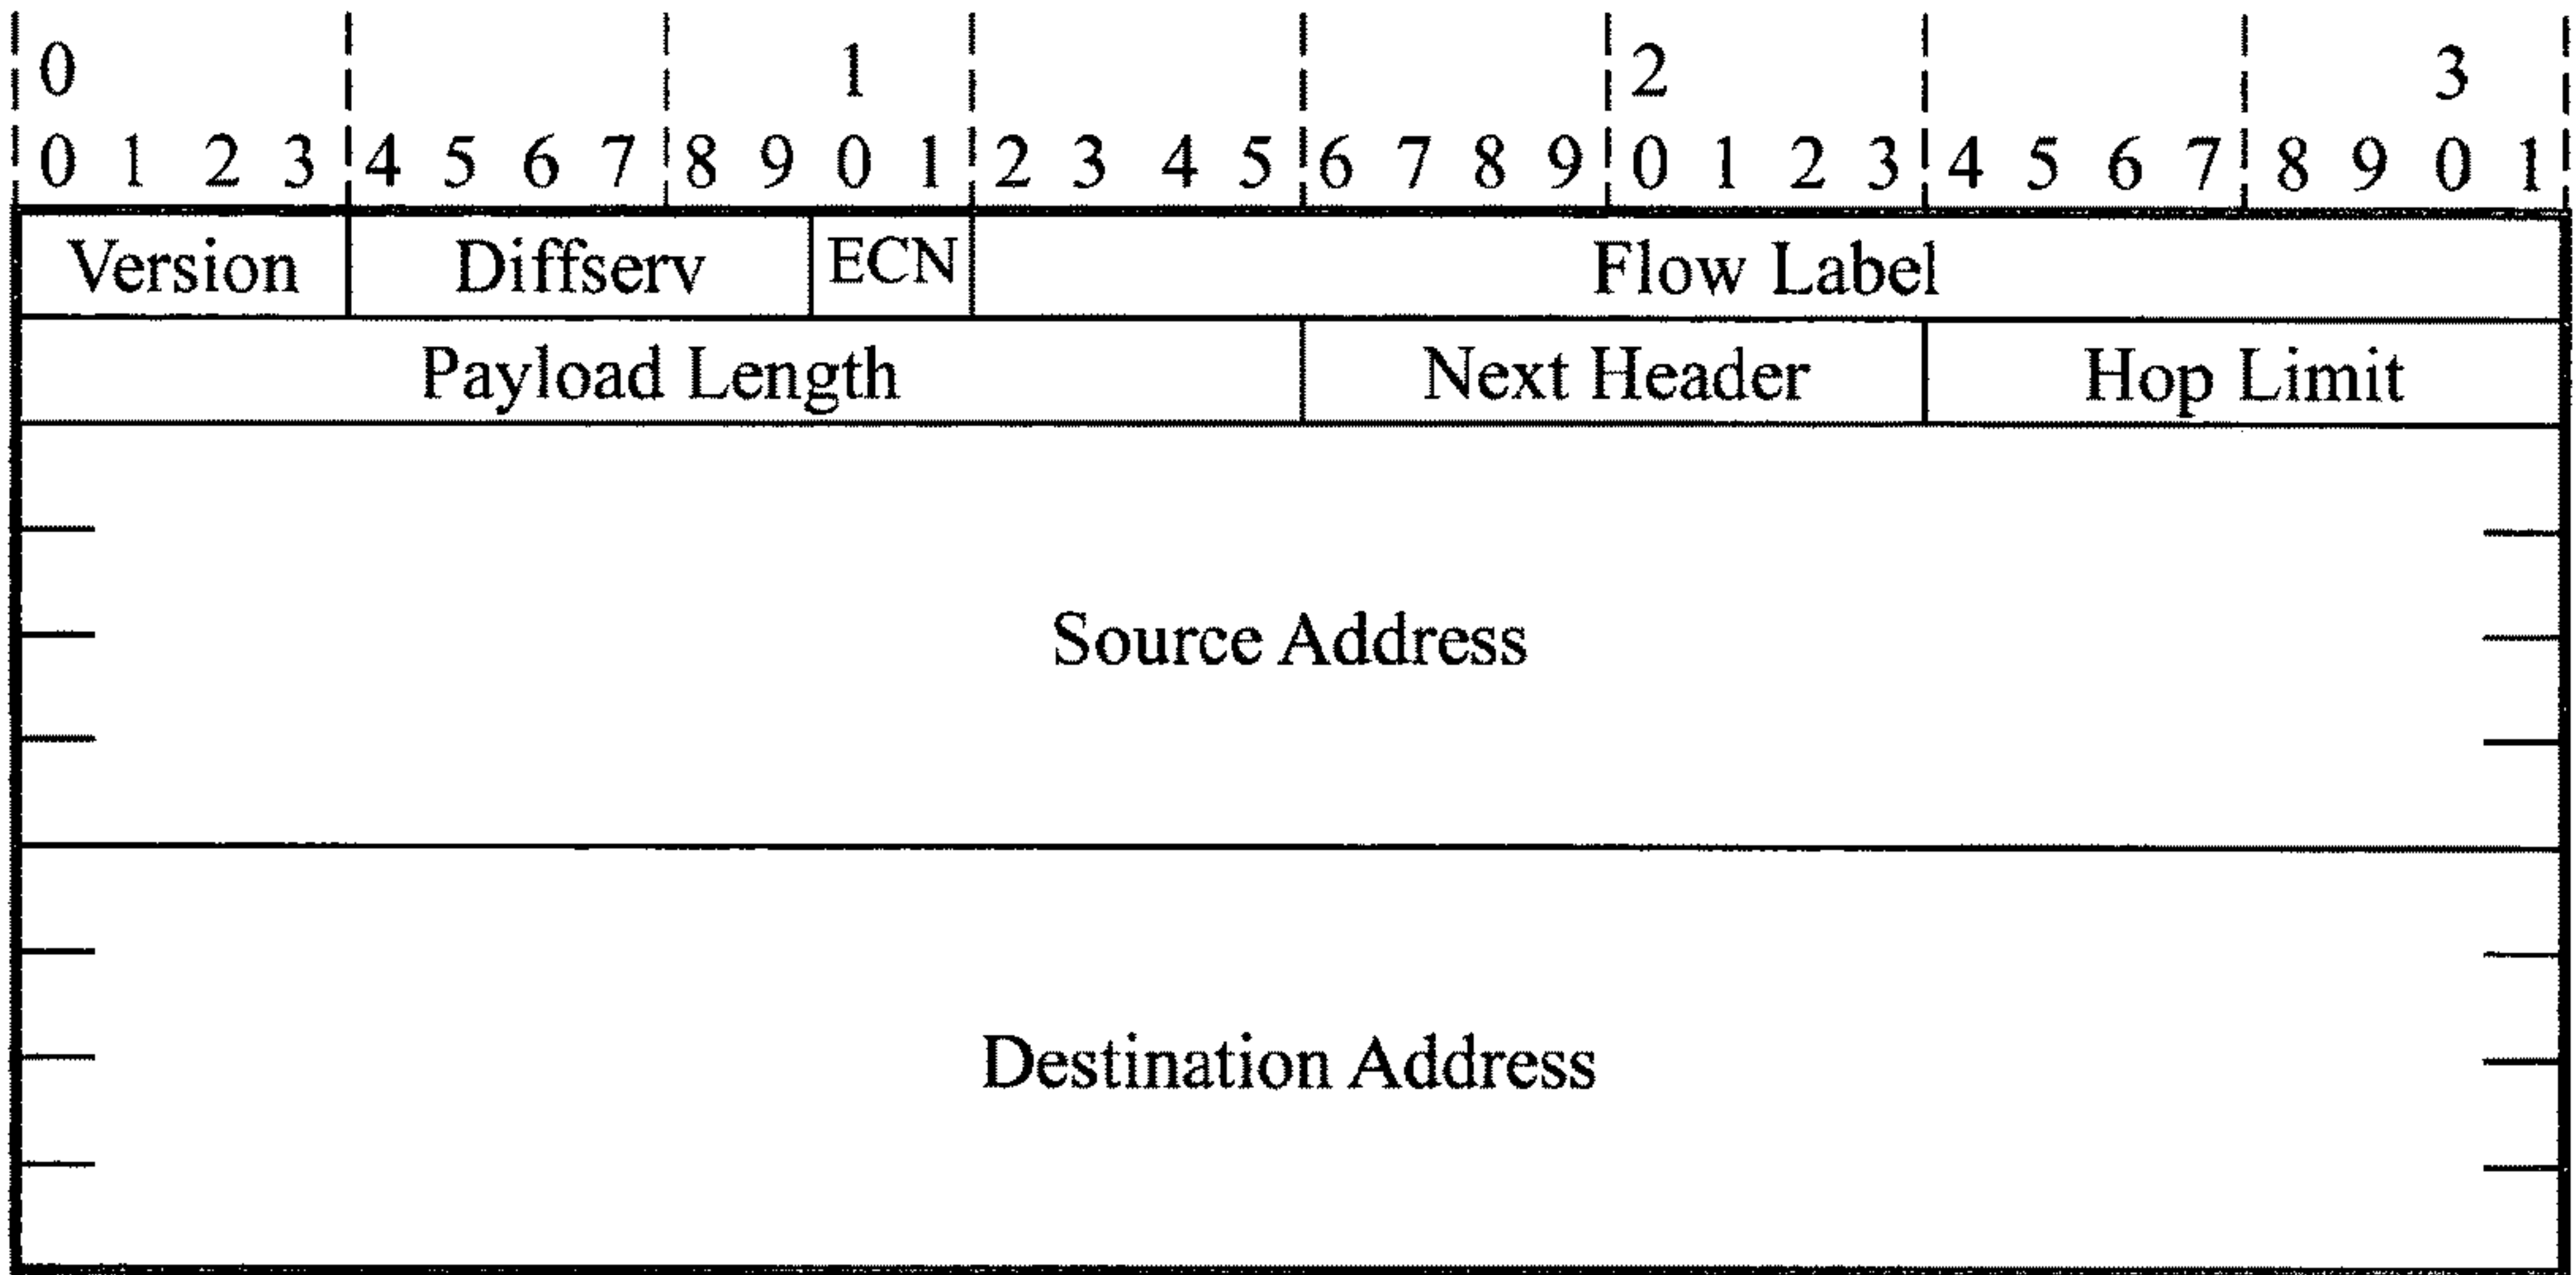 0 1 2 3
0 1 2 3 4 5 6 7 8 9 0 1 2 3 4 5 6 7 8 9 0 1 2 3 4 5 6 7 8 9 0 1
Version Diffserv ECN Flow Label
Payload Length Next Header Hop Limit
Source Address
Destination Address